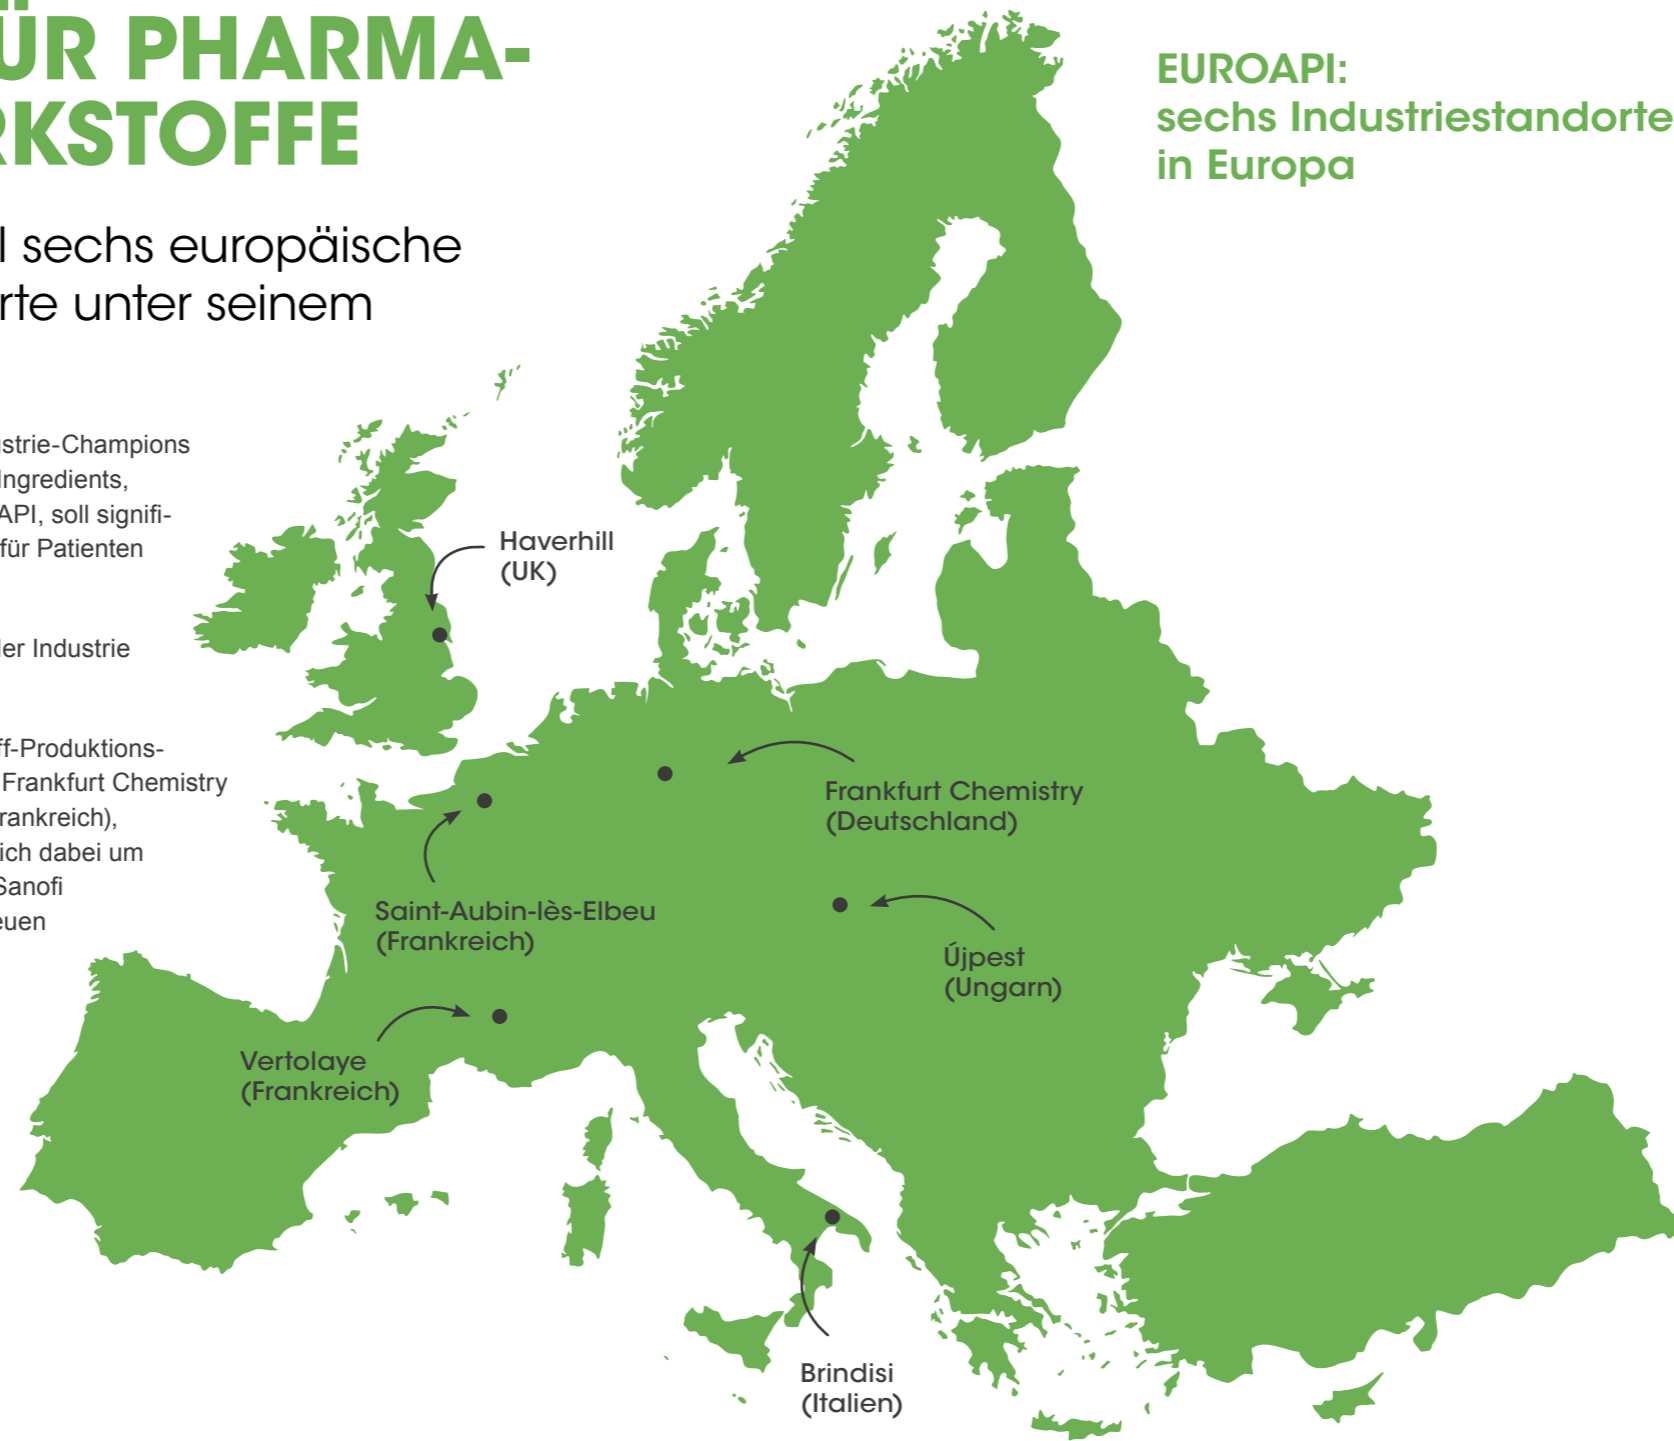 ÜR PHARMA-
RKSTOFFE
l sechs europäische
rte unter seinem
ustrie-Champions
Ingredients,
API, soll signifi-
für Patienten
ler Industrie
ff-Produktions-
Frankfurt Chemistry
rankreich),
ich dabei um
Sanofi
euen
EUROAPI:
sechs Industriestandorte
in Europa
Haverhill
(UK)
Frankfurt Chemistry
(Deutschland)
Saint-Aubin-lès-Elbeu
(Frankreich)
Újpest
(Ungarn)
Vertolaye
(Frankreich)
Brindisi
(Italien)